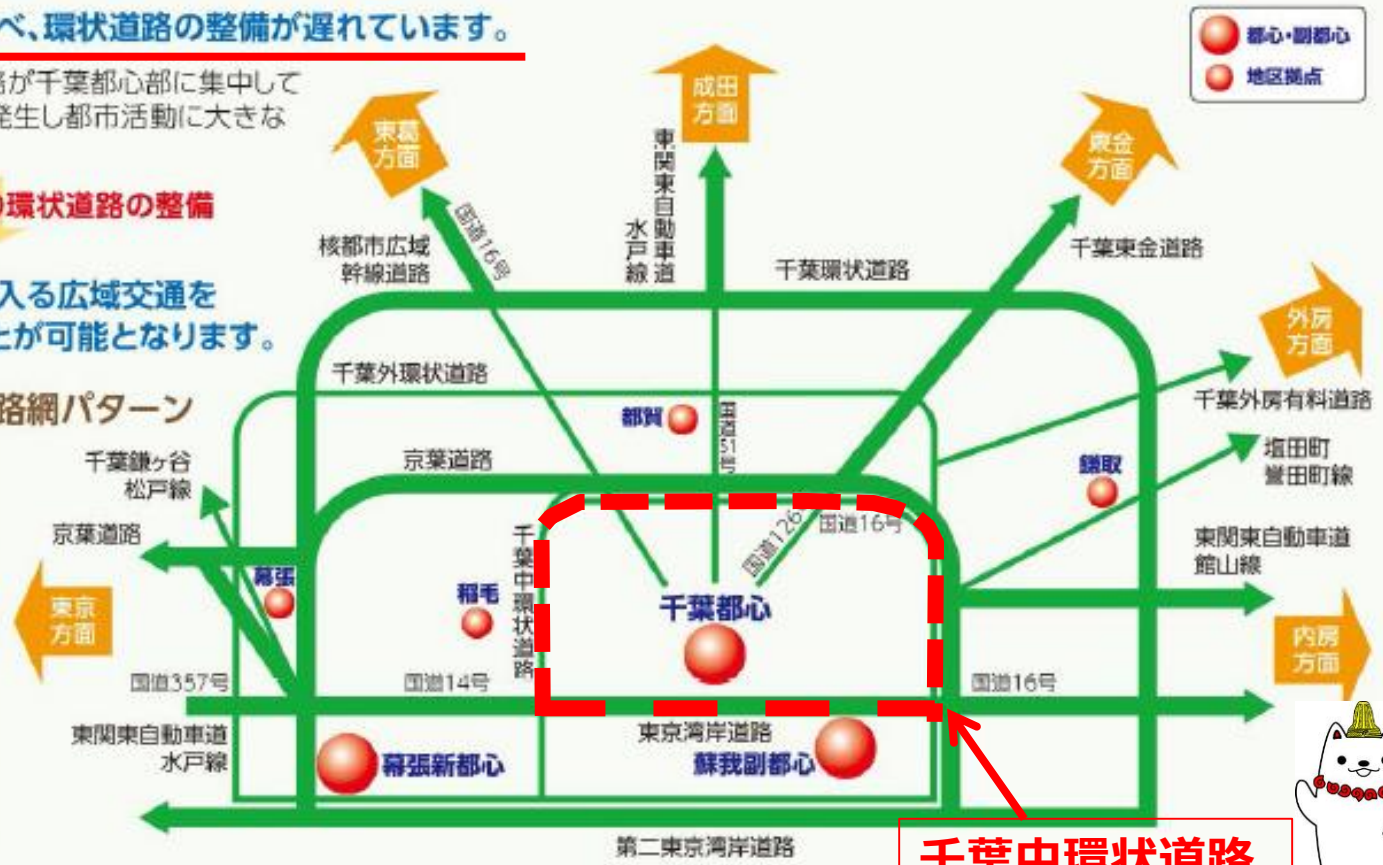 べ、環状道路の整備が遅れています。
が千葉都心部に集中して
発生し都市活動に大きな
環状道路の整備
入る広域交通を
とが可能となります。
路網パターン
都心・副都心
地区拠点
東葛
方面
成田
方面
東金
方面
外房
方面
東京
方面
内房
方面
国道16号
東関東自動車道
水戸線
核都市広域
幹線道路
千葉環状道路
千葉東金道路
千葉外環状道路
千葉外房有料道路
都賀
国道51号
千葉鎌ヶ谷
松戸線
京葉道路
鎌取
塩田町
誉田町線
京葉道路
国道126
国道16号
東関東自動車道
館山線
幕張
稲毛
千葉中環状道路
千葉都心
国道357号
国道14号
国道16号
東関東自動車道
水戸線
東京湾岸道路
幕張新都心
蘇我副都心
第二東京湾岸道路
千葉中環状道路